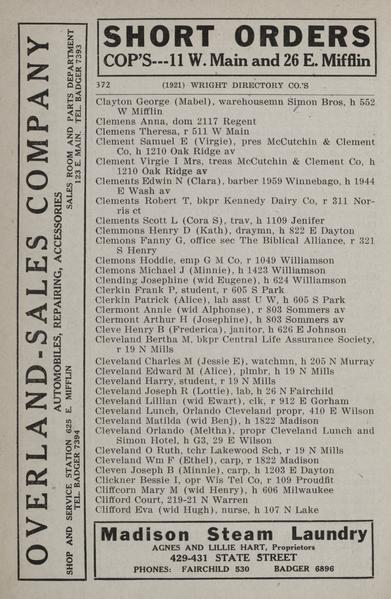 SHORT ORDERS
COP'S---11 W. Main and 26 E. Mifflin
372 (1921) WRIGHT DIRECTORY CO.'S
Clayton George (Mabel), warehousemn Simon Bros, h 552
W Mifflin
Clemens Anna, dom 2117 Regent
Clemens Theresa, r 511 W Main
Clement Samuel E (Virgie), pres McCutchin & Clement
Co, h 1210 Oak Ridge av
Clement Virgie I Mrs, treas McCutchin & Clement Co, h
1210 Oak Ridge av
Clements Edwin N (Clara), barber 1959 Winnebago, h 1944
E Wash av
Clements Robert T, bkpr Kennedy Dairy Co, r 311 Nor-
ris ct
Clements Scott L (Cora S), trav, h 1109 Jenifer
Clemmons Henry D (Kath), draymn, h 822 E Dayton
Clemons Fanny G, office sec The Biblical Alliance, r 321
S Henry
Clemons Hoddie, emp G M Co, r 1049 Williamson
Clemons Michael J (Minnie), h 1423 Williamson
Clending Josephine (wid Eugene), h 624 Williamson
Clerkin Frank P, student, r 605 S Park
Clerkin Patrick (Alice), lab asst U W, h 605 S Park
Clermont Annie (wid Alphonse), r 803 Sommers av
Clermont Arthur H (Josephine), h 803 Sommers av
Cleve Henry B (Frederica), janitor, h 626 E Johnson
Cleveland Bertha M, bkpr Central Life Assurance Society,
r 19 N Mills
Cleveland Charles M (Jessie E), watchmn, h 205 N Murray
Cleveland Edward M (Alice), plmbr, h 19 N Mills
Cleveland Harry, student, r 19 N Mills
Cleveland Joseph R (Lottie), lab, h 26 N Fairchild
Cleveland Lillian (wid Ewart), clk, r 912 E Gorham
Cleveland Lunch, Orlando Cleveland propr, 410 E Wilson
Cleveland Matilda (wid Benj), h 1822 Madison
Cleveland Orlando (Meltha), propr Cleveland Lunch and
Simon Hotel, h G3, 29 E Wilson
Cleveland O Ruth, tchr Lakewood Sch, r 19 N Mills
Cleveland Wm F (Ethel), carp, r 1822 Madison
Cleven Joseph B (Minnie), carp, h 1203 E Dayton
Clickner Bessie I, opr Wis Tel Co, r 109 Proudfit
Cliffcorn Mary M (wid Henry), h 606 Milwaukee
Clifford Court, 219-21 N Warren
Clifford Eva (wid Hugh), nurse, h 107 N Lake
Madison Steam Laundry
AGNES AND LILLIE HART, Proprietors
429-431 STATE STREET
PHONES: FAIRCHILD 530 BADGER 6896
OVERLAND-SALES COMPANY
AUTOMOBILES, REPAIRING, ACCESSORIES
SHOP AND SERVICE STATION 625 E. MIFFLIN
TEL. BADGER 7394
SALES ROOM AND PARTS DEPARTMENT
123 E. MAIN. TEL. BADGER 7393